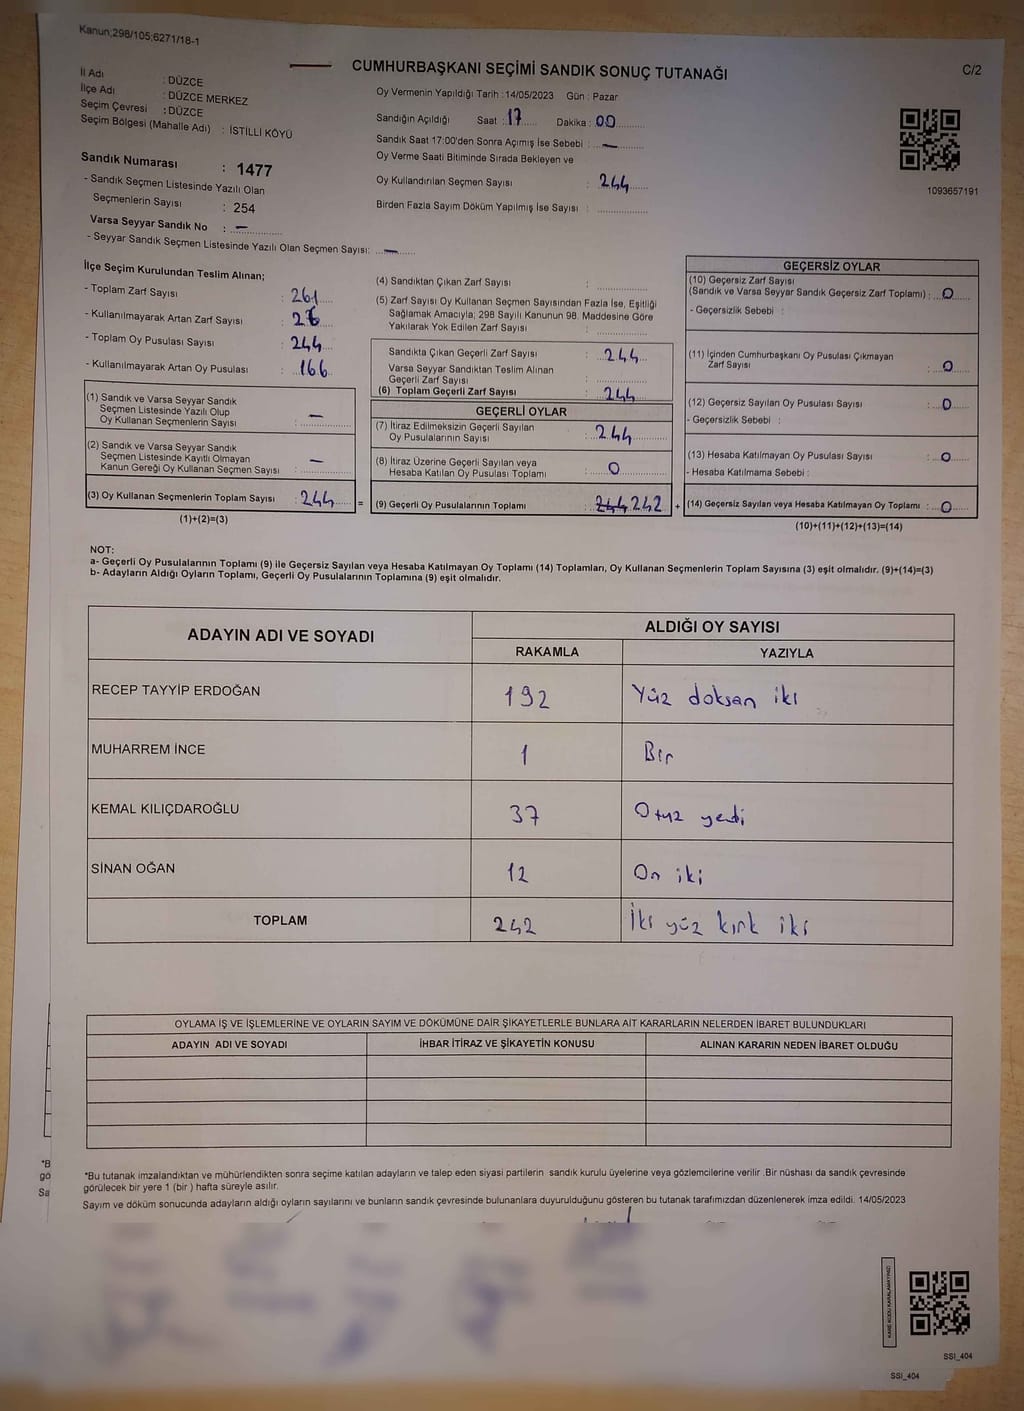 Kanun;298/105;6271/18-1
CUMHURBAŞKANI SEÇİMİ SANDIK SONUÇ TUTANAĞI
C/2
İl Adı : DÜZCE
İlçe Adı : DÜZCE MERKEZ
Seçim Çevresi : DÜZCE
Seçim Bölgesi (Mahalle Adı) : İSTİLLİ KÖYÜ
Sandık Numarası : 1477
- Sandık Seçmen Listesinde Yazılı Olan
Seçmenlerin Sayısı : 254
Varsa Seyyar Sandık No : —
- Seyyar Sandık Seçmen Listesinde Yazılı Olan Seçmen Sayısı: —
Oy Vermenin Yapıldığı Tarih :14/05/2023 Gün : Pazar
Sandığın Açıldığı Saat : 17 Dakika : 00
Sandık Saat 17:00'den Sonra Açımış İse Sebebi : —
Oy Verme Saati Bitiminde Sırada Bekleyen ve
Oy Kullandırılan Seçmen Sayısı : 244
Birden Fazla Sayım Döküm Yapılmış İse Sayısı :
1093657191
İlçe Seçim Kurulundan Teslim Alınan;
- Toplam Zarf Sayısı : 261
- Kullanılmayarak Artan Zarf Sayısı :
- Toplam Oy Pusulası Sayısı : 244
- Kullanılmayarak Artan Oy Pusulası : 166
(1) Sandık ve Varsa Seyyar Sandık
Seçmen Listesinde Yazılı Olup
Oy Kullanan Seçmenlerin Sayısı : —
(2) Sandık ve Varsa Seyyar Sandık
Seçmen Listesinde Kayıtlı Olmayan
Kanun Gereği Oy Kullanan Seçmen Sayısı : —
(3) Oy Kullanan Seçmenlerin Toplam Sayısı : 244 =
(1)+(2)=(3)
(4) Sandıktan Çıkan Zarf Sayısı :
(5) Zarf Sayısı Oy Kullanan Seçmen Sayısından Fazla İse, Eşitliği
Sağlamak Amacıyla; 298 Sayılı Kanunun 98. Maddesine Göre
Yakılarak Yok Edilen Zarf Sayısı :
Sandıkta Çıkan Geçerli Zarf Sayısı : 244
Varsa Seyyar Sandıktan Teslim Alınan
Geçerli Zarf Sayısı :
(6) Toplam Geçerli Zarf Sayısı : 244
GEÇERLİ OYLAR
(7) İtiraz Edilmeksizin Geçerli Sayılan
Oy Pusulalarının Sayısı : 244
(8) İtiraz Üzerine Geçerli Sayılan veya
Hesaba Katılan Oy Pusulası Toplamı : 0
(9) Geçerli Oy Pusulalarının Toplamı : 244 242 +
GEÇERSİZ OYLAR
(10) Geçersiz Zarf Sayısı
(Sandık ve Varsa Seyyar Sandık Geçersiz Zarf Toplamı) : 0
- Geçersizlik Sebebi :
(11) İçinden Cumhurbaşkanı Oy Pusulası Çıkmayan
Zarf Sayısı : 0
(12) Geçersiz Sayılan Oy Pusulası Sayısı : 0
- Geçersizlik Sebebi :
(13) Hesaba Katılmayan Oy Pusulası Sayısı : 0
- Hesaba Katılmama Sebebi :
(14) Geçersiz Sayılan veya Hesaba Katılmayan Oy Toplamı : 0
(10)+(11)+(12)+(13)=(14)
NOT:
a- Geçerli Oy Pusulalarının Toplamı (9) ile Geçersiz Sayılan veya Hesaba Katılmayan Oy Toplamı (14) Toplamları, Oy Kullanan Seçmenlerin Toplam Sayısına (3) eşit olmalıdır. (9)+(14)=(3)
b- Adayların Aldığı Oyların Toplamı, Geçerli Oy Pusulalarının Toplamına (9) eşit olmalıdır.
ADAYIN ADI VE SOYADI ALDIĞI OY SAYISI
RAKAMLA YAZIYLA
RECEP TAYYİP ERDOĞAN 192 Yüz doksan iki
MUHARREM İNCE 1 Bir
KEMAL KILIÇDAROĞLU 37 Otuz yedi
SİNAN OĞAN 12 On iki
TOPLAM 242 İki yüz kırk iki
OYLAMA İŞ VE İŞLEMLERİNE VE OYLARIN SAYIM VE DÖKÜMÜNE DAİR ŞİKAYETLERLE BUNLARA AİT KARARLARIN NELERDEN İBARET BULUNDUKLARI
ADAYIN ADI VE SOYADI İHBAR İTİRAZ VE ŞİKAYETİN KONUSU ALINAN KARARIN NEDEN İBARET OLDUĞU
*B
gö
Sa
*Bu tutanak imzalandıktan ve mühürlendikten sonra seçime katılan adayların ve talep eden siyasi partilerin sandık kurulu üyelerine veya gözlemcilerine verilir .Bir nüshası da sandık çevresinde
görülecek bir yere 1 (bir ) hafta süreyle asılır.
Sayım ve döküm sonucunda adayların aldığı oyların sayılarını ve bunların sandık çevresinde bulunanlara duyurulduğunu gösteren bu tutanak tarafımızdan düzenlenerek imza edildi. 14/05/2023
KARE KODU KARALAMAYINIZ!
SSI_404
SSI_404